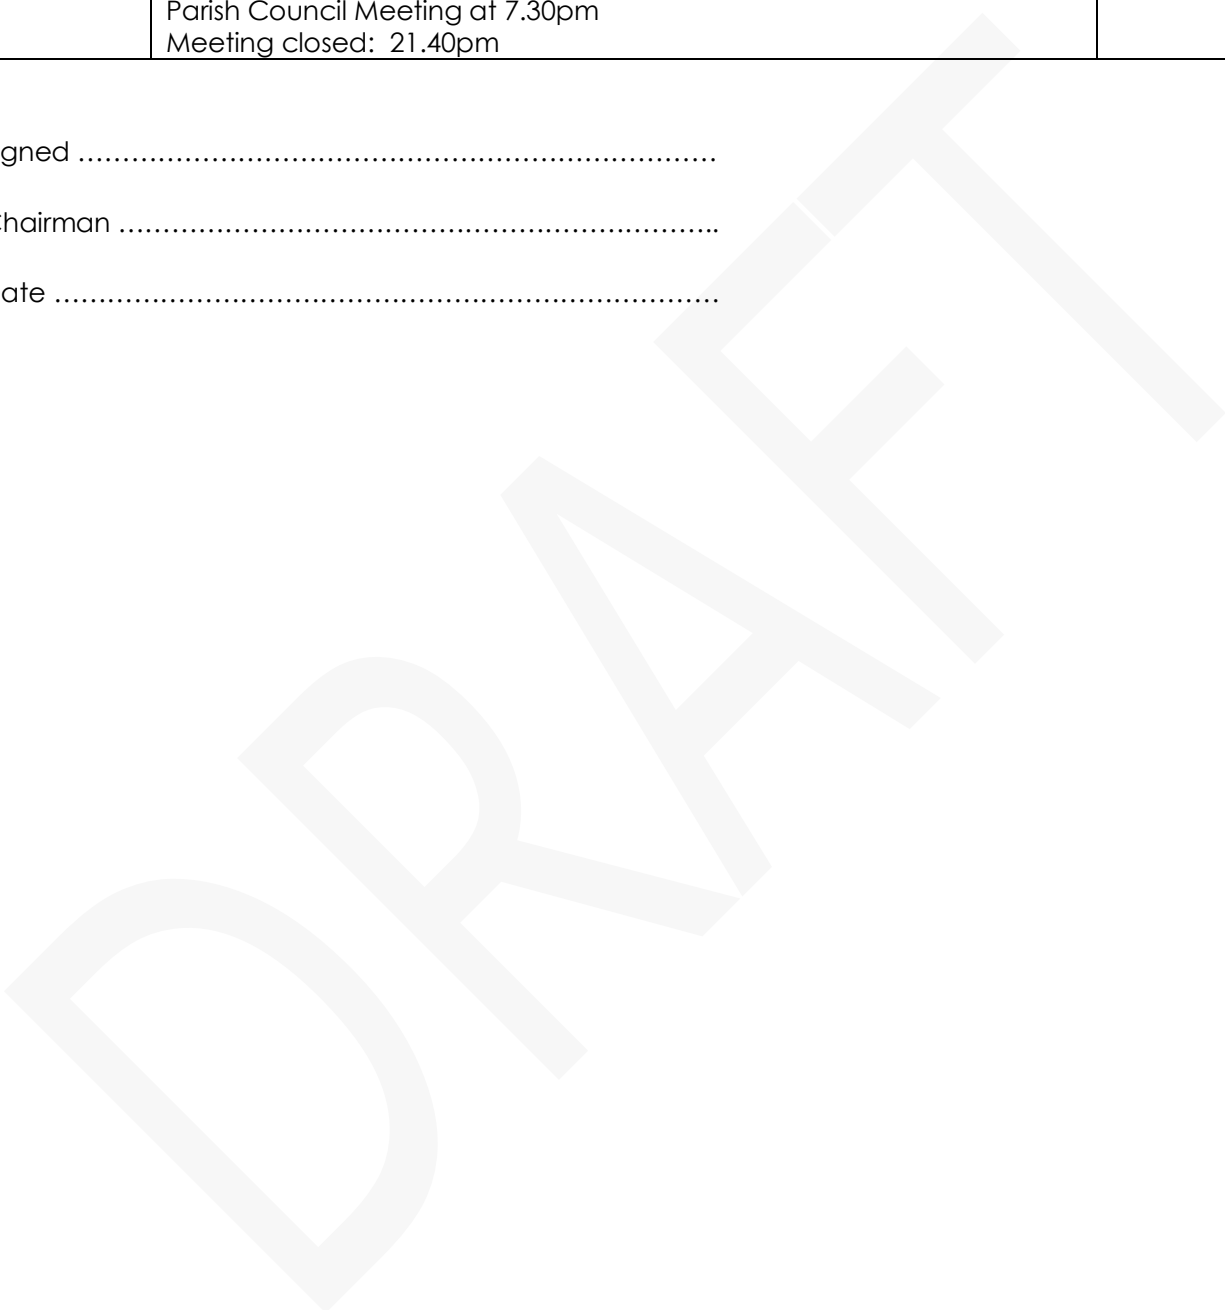 Parish Council Meeting at 7.30pm
Meeting closed:  21.40pm
gned ………………………………………………………………
hairman …………………………………………………………..
ate …………………………………………………………………
DRAFT